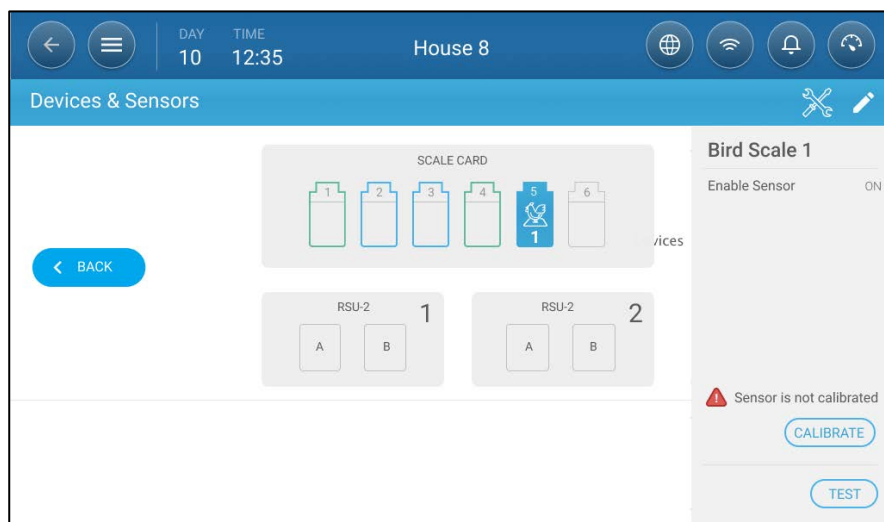 DAY
10
TIME
12:35
House 8
Devices & Sensors
SCALE CARD
1 2 3 4 5 6
1
vices
BACK
RSU-2 1
A B
RSU-2 2
A B
Bird Scale 1
Enable Sensor ON
Sensor is not calibrated
CALIBRATE
TEST